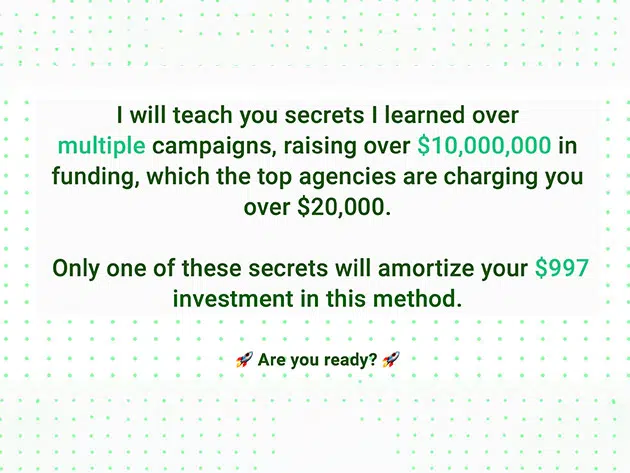 I will teach you secrets I learned over
multiple campaigns, raising over $10,000,000 in
funding, which the top agencies are charging you
over $20,000.
Only one of these secrets will amortize your $997
investment in this method.
🚀 Are you ready? 🚀